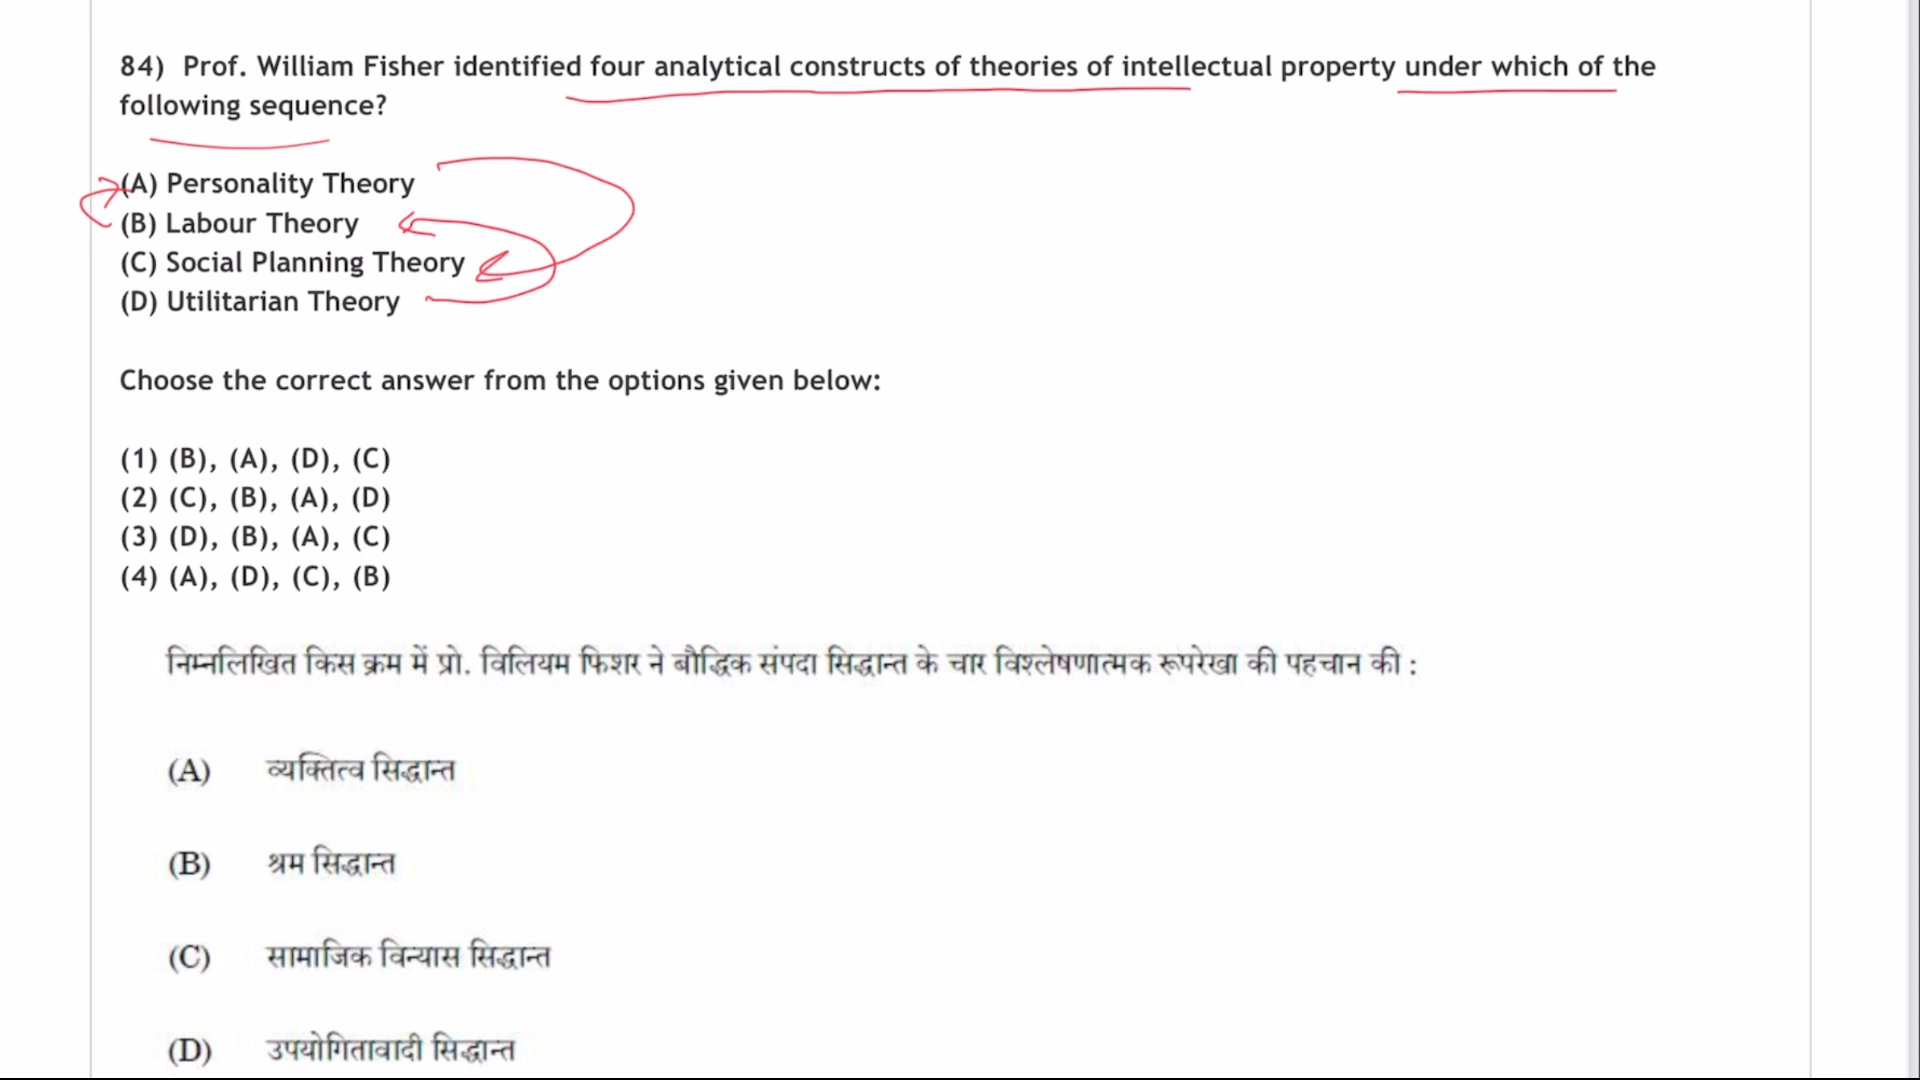 84) Prof. William Fisher identified four analytical constructs of theories of intellectual property under which of the
following sequence?
(A) Personality Theory
(B) Labour Theory
(C) Social Planning Theory
(D) Utilitarian Theory
Choose the correct answer from the options given below:
(1) (B), (A), (D), (C)
(2) (C), (B), (A), (D)
(3) (D), (B), (A), (C)
(4) (A), (D), (C), (B)
निम्नलिखित किस क्रम में प्रो. विलियम फिशर ने बौद्धिक संपदा सिद्धान्त के चार विश्लेषणात्मक रूपरेखा की पहचान की :
(A) व्यक्तित्व सिद्धान्त
(B) श्रम सिद्धान्त
(C) सामाजिक विन्यास सिद्धान्त
(D) उपयोगितावादी सिद्धान्त